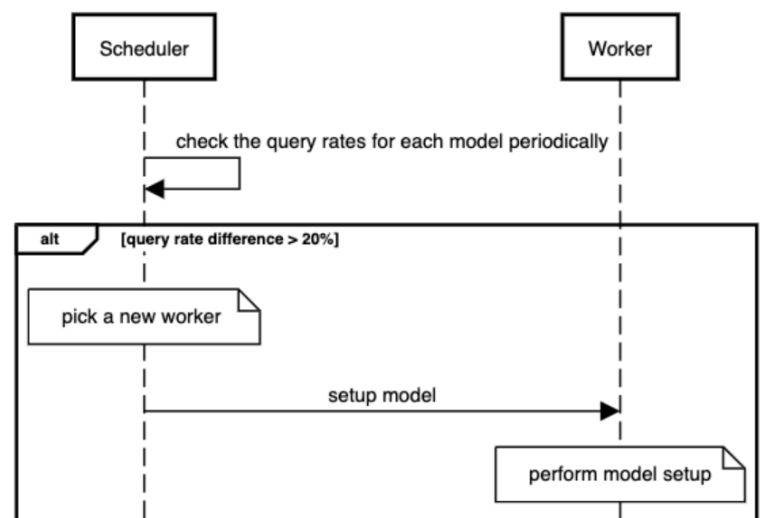 Scheduler
Worker
check the query rates for each model periodically
alt
[query rate difference > 20%]
pick a new worker
setup model
perform model setup